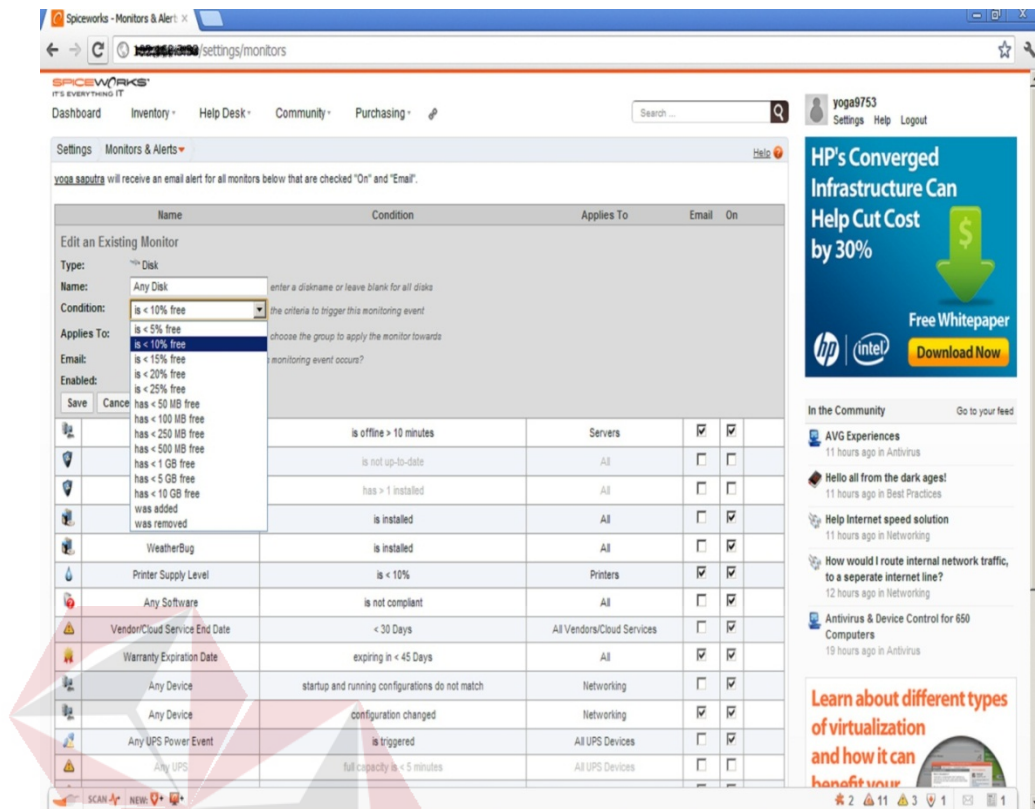 Spiceworks - Monitors & Alert:
/settings/monitors
SPICEWORKS
IT'S EVERYTHING IT
Dashboard Inventory Help Desk Community Purchasing
Search ...
yoga9753
Settings Help Logout
Settings Monitors & Alerts
Help
yoga saputra will receive an email alert for all monitors below that are checked "On" and "Email".
Name Condition Applies To Email On
Edit an Existing Monitor
Type: Disk
Name: Any Disk enter a diskname or leave blank for all disks
Condition: is < 10% free the criteria to trigger this monitoring event
Applies To: choose the group to apply the monitor towards
Email: monitoring event occurs?
Enabled:
Save Cance
is < 5% free
is < 10% free
is < 15% free
is < 20% free
is < 25% free
has < 50 MB free
has < 100 MB free
has < 250 MB free
has < 500 MB free
has < 1 GB free
has < 5 GB free
has < 10 GB free
was added
was removed
is offline > 10 minutes Servers
is not up-to-date All
has > 1 installed All
is installed All
WeatherBug is installed All
Printer Supply Level is < 10% Printers
Any Software is not compliant All
Vendor/Cloud Service End Date < 30 Days All Vendors/Cloud Services
Warranty Expiration Date expiring in < 45 Days All
Any Device startup and running configurations do not match Networking
Any Device configuration changed Networking
Any UPS Power Event is triggered All UPS Devices
Any UPS full capacity is < 5 minutes All UPS Devices
HP's Converged
Infrastructure Can
Help Cut Cost
by 30%
$
Free Whitepaper
hp intel Download Now
In the Community Go to your feed
AVG Experiences
11 hours ago in Antivirus
Hello all from the dark ages!
11 hours ago in Best Practices
Help Internet speed solution
11 hours ago in Networking
How would I route internal network traffic,
to a seperate internet line?
12 hours ago in Networking
Antivirus & Device Control for 650
Computers
19 hours ago in Antivirus
Learn about different types
of virtualization
and how it can
benefit your
SCAN NEW: 2 11 3 1 1